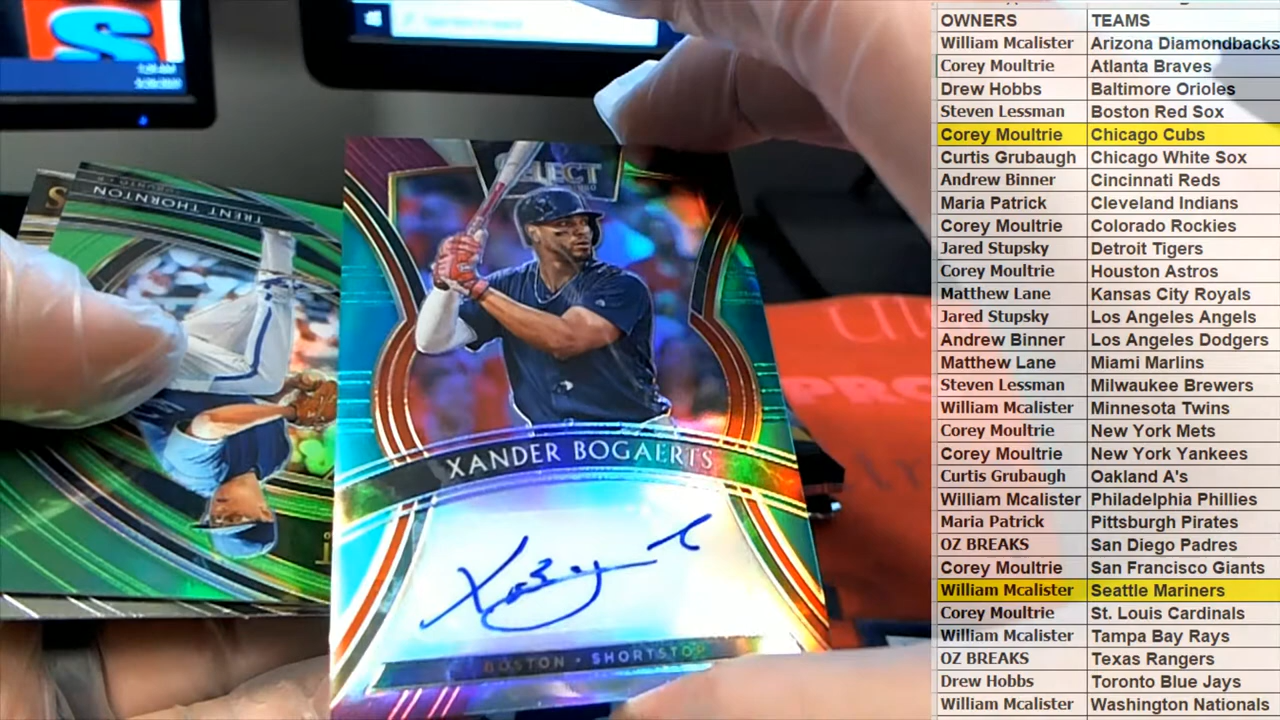 SELECT
TRENT THORNTON
XANDER BOGAERTS
BOSTON • SHORTSTOP
PRO
OWNERS TEAMS
William Mcalister Arizona Diamondbacks
Corey Moultrie Atlanta Braves
Drew Hobbs Baltimore Orioles
Steven Lessman Boston Red Sox
Corey Moultrie Chicago Cubs
Curtis Grubaugh Chicago White Sox
Andrew Binner Cincinnati Reds
Maria Patrick Cleveland Indians
Corey Moultrie Colorado Rockies
Jared Stupsky Detroit Tigers
Corey Moultrie Houston Astros
Matthew Lane Kansas City Royals
Jared Stupsky Los Angeles Angels
Andrew Binner Los Angeles Dodgers
Matthew Lane Miami Marlins
Steven Lessman Milwaukee Brewers
William Mcalister Minnesota Twins
Corey Moultrie New York Mets
Corey Moultrie New York Yankees
Curtis Grubaugh Oakland A's
William Mcalister Philadelphia Phillies
Maria Patrick Pittsburgh Pirates
OZ BREAKS San Diego Padres
Corey Moultrie San Francisco Giants
William Mcalister Seattle Mariners
Corey Moultrie St. Louis Cardinals
William Mcalister Tampa Bay Rays
OZ BREAKS Texas Rangers
Drew Hobbs Toronto Blue Jays
William Mcalister Washington Nationals